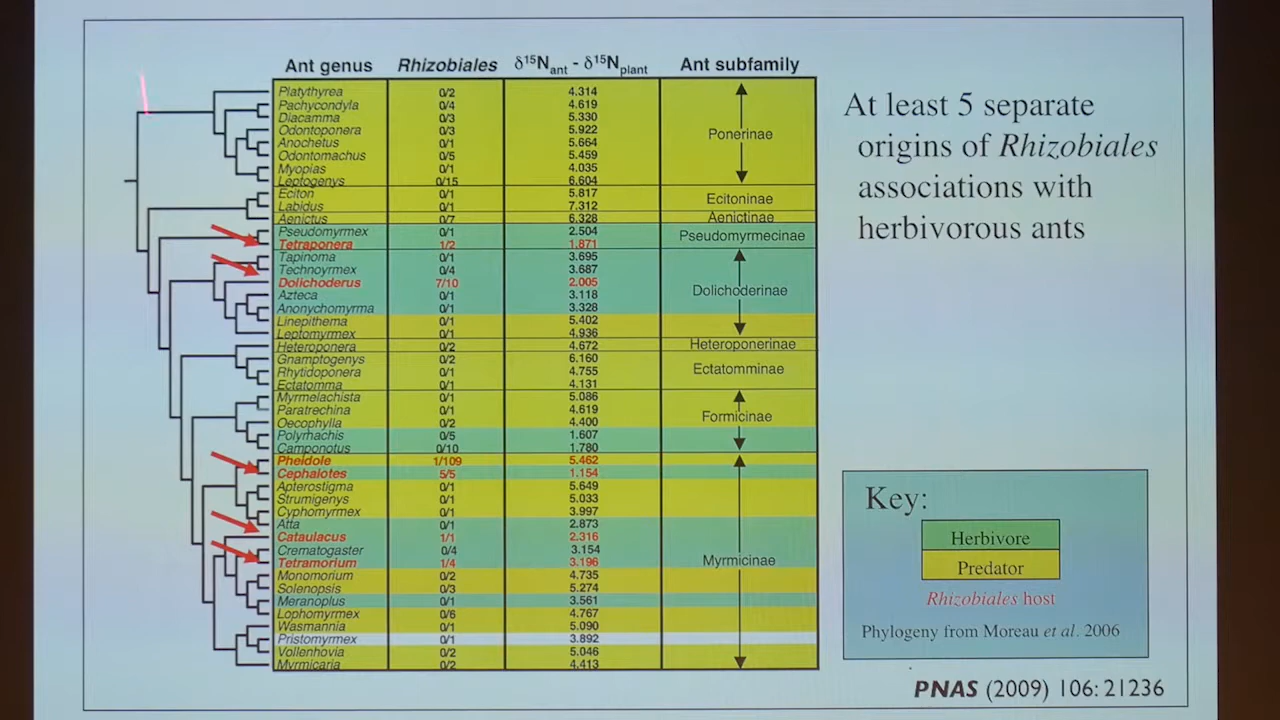 Ant genus Rhizobiales δ15Nant - δ15Nplant Ant subfamily
Platythyrea 0/2 4.314
Pachycondyla 0/4 4.619
Diacamma 0/3 5.330
Odontoponera 0/3 5.922
Anochetus 0/1 5.664 Ponerinae
Odontomachus 0/5 5.459
Myopias 0/1 4.035
Leptogenys 0/15 6.604
Eciton 0/1 5.817 Ecitoninae
Labidus 0/1 7.312
Aenictus 0/7 6.328 Aenictinae
Pseudomyrmex 0/1 2.504 Pseudomyrmecinae
Tetraponera 1/2 1.871
Tapinoma 0/1 3.695
Technoyrmex 0/4 3.687
Dolichoderus 7/10 2.005 Dolichoderinae
Azteca 0/1 3.118
Anonychomyrma 0/1 3.328
Linepithema 0/1 5.402
Leptomyrmex 0/1 4.936
Heteroponera 0/2 4.672 Heteroponerinae
Gnamptogenys 0/2 6.160 Ectatomminae
Rhytidoponera 0/1 4.755
Ectatomma 0/1 4.131
Myrmelachista 0/1 5.086
Paratrechina 0/1 4.619 Formicinae
Oecophylla 0/2 4.400
Polyrhachis 0/5 1.607
Camponotus 0/10 1.780
Pheidole 1/109 5.462
Cephalotes 5/5 1.154
Apterostigma 0/1 5.649
Strumigenys 0/1 5.033
Cyphomyrmex 0/1 3.997
Atta 0/1 2.873
Cataulacus 1/1 2.316
Crematogaster 0/4 3.154 Myrmicinae
Tetramorium 1/4 3.196
Monomorium 0/2 4.735
Solenopsis 0/3 5.274
Meranoplus 0/1 3.561
Lophomyrmex 0/6 4.767
Wasmannia 0/1 5.090
Pristomyrmex 0/1 3.892
Vollenhovia 0/2 5.046
Myrmicaria 0/2 4.413
At least 5 separate
origins of Rhizobiales
associations with
herbivorous ants
Key:
Herbivore
Predator
Rhizobiales host
Phylogeny from Moreau et al. 2006
PNAS (2009) 106: 21236